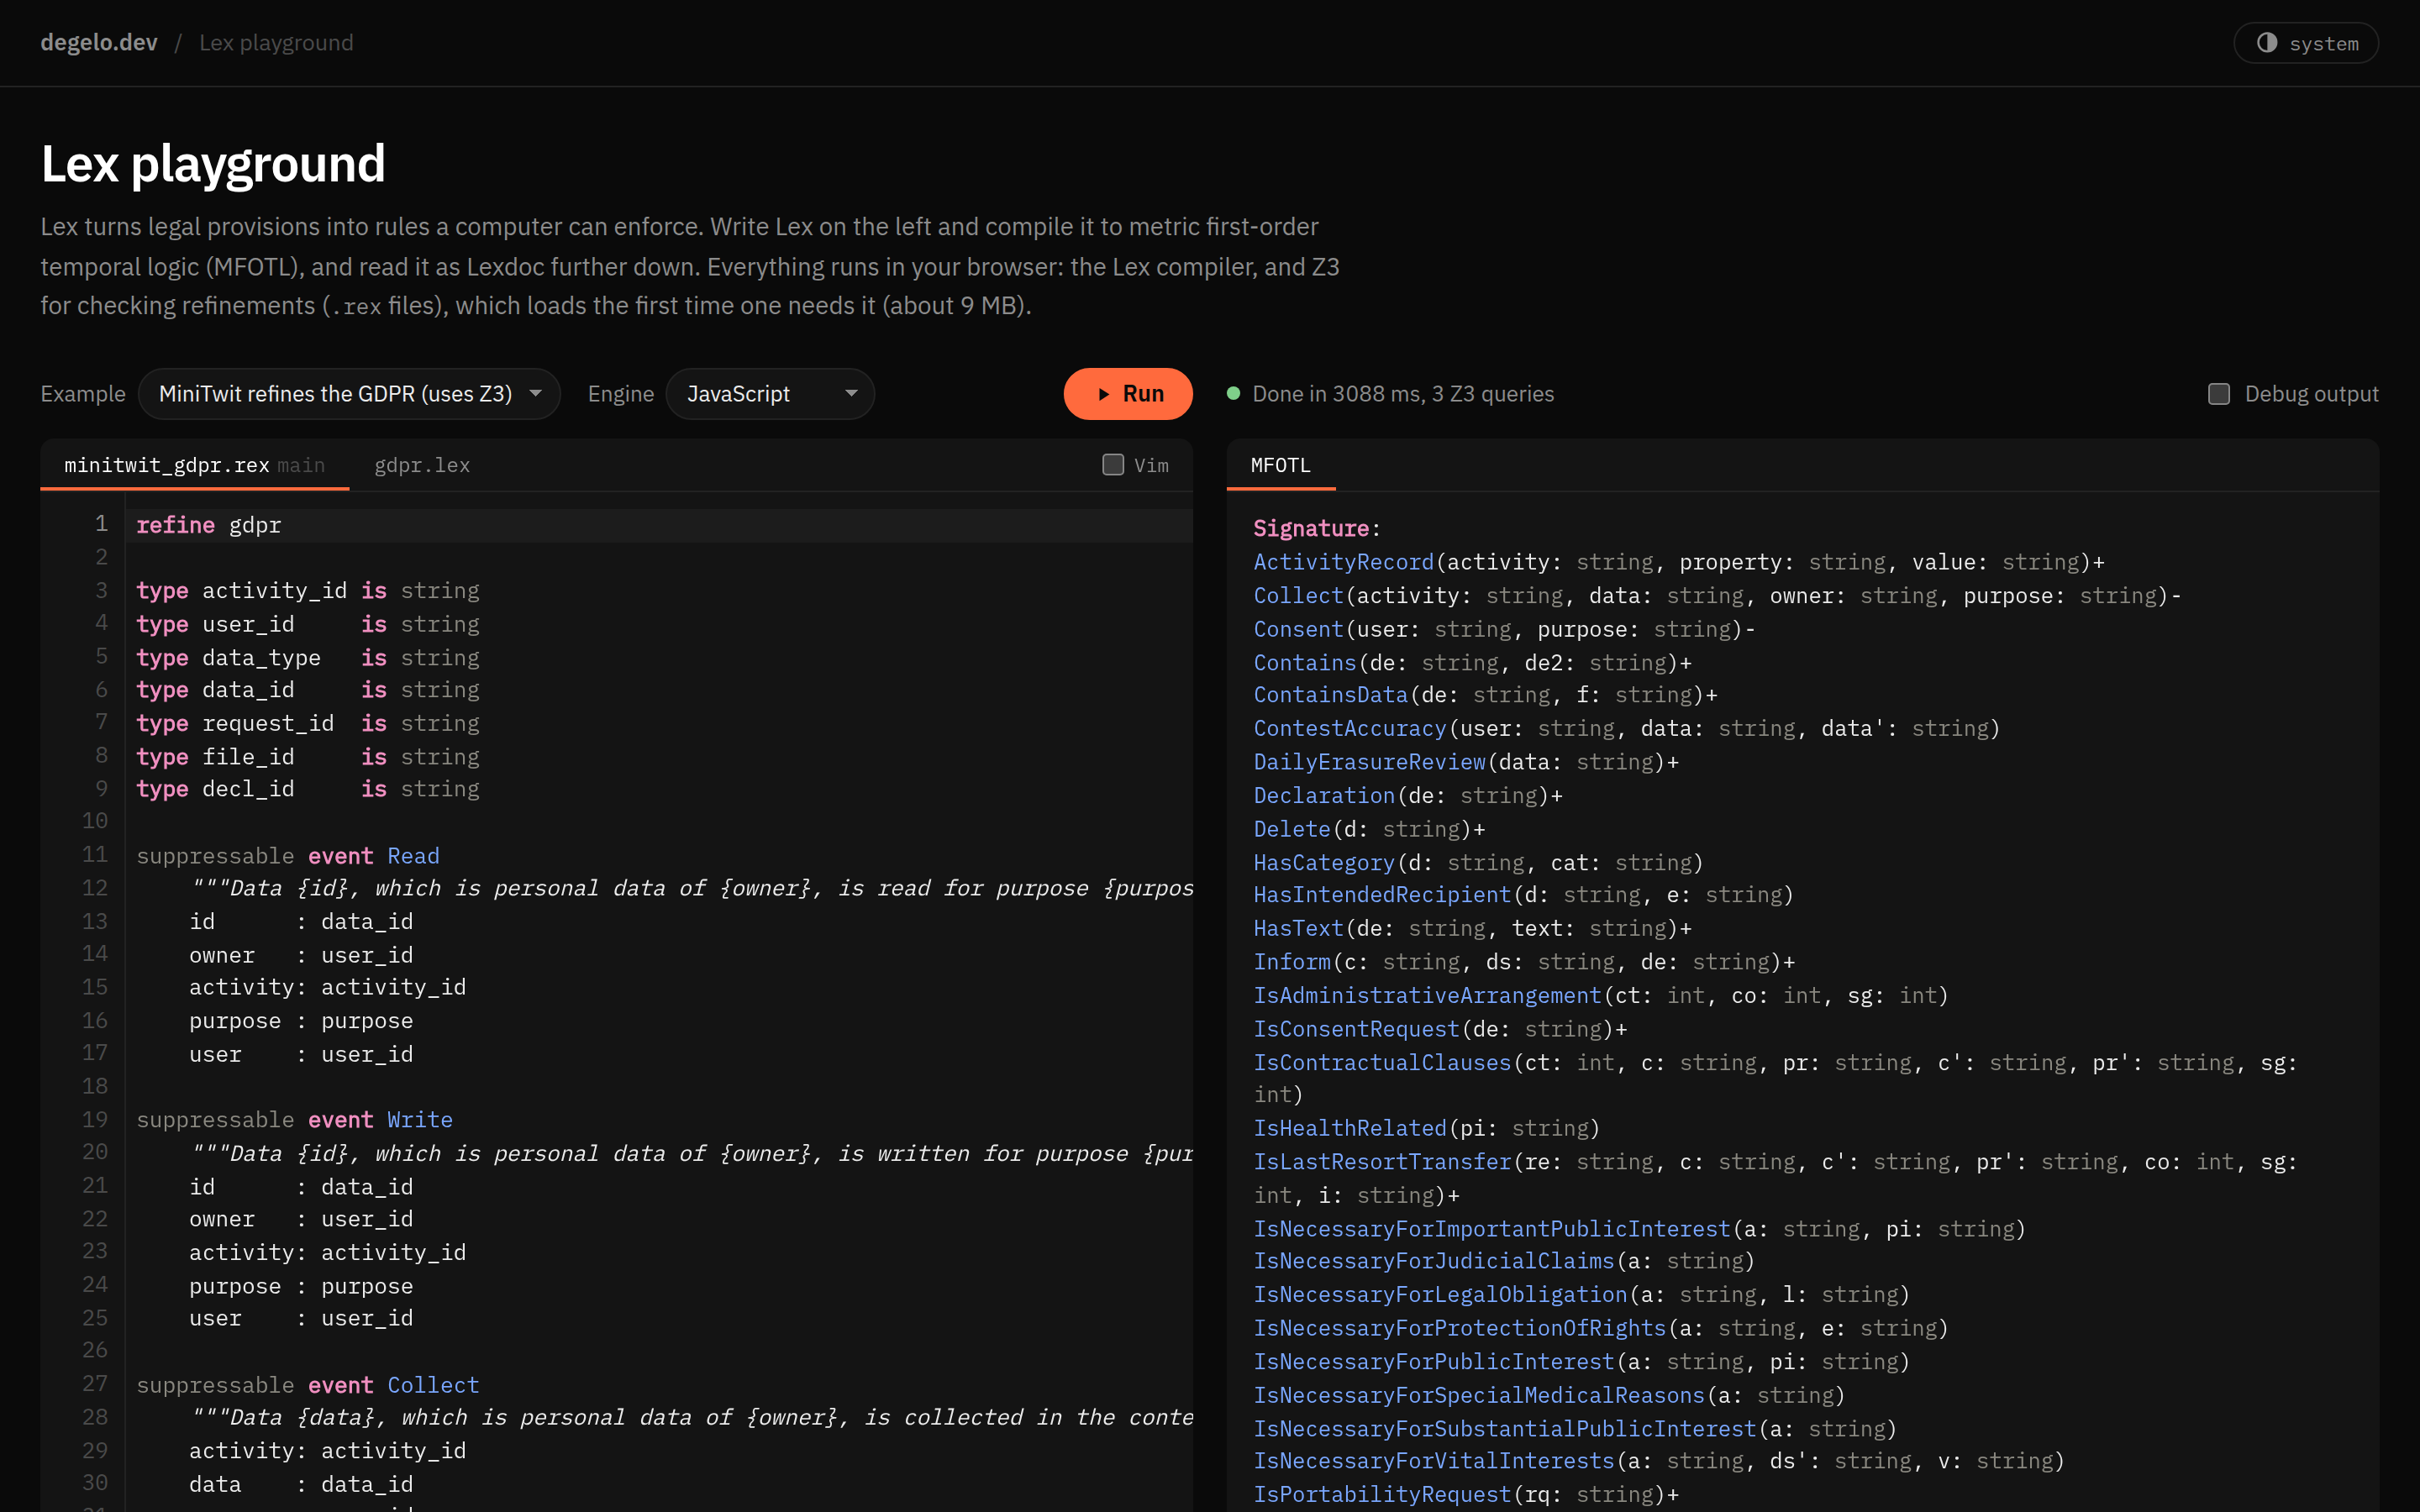 degelo.dev / Lex playground
system
Lex playground
Lex turns legal provisions into rules a computer can enforce. Write Lex on the left and compile it to metric first-order
temporal logic (MFOTL), and read it as Lexdoc further down. Everything runs in your browser: the Lex compiler, and Z3
for checking refinements (.rex files), which loads the first time one needs it (about 9 MB).
Example MiniTwit refines the GDPR (uses Z3) Engine JavaScript Run Done in 3088 ms, 3 Z3 queries Debug output
minitwit_gdpr.rex main gdpr.lex Vim
1 refine gdpr
2
3 type activity_id is string
4 type user_id     is string
5 type data_type   is string
6 type data_id     is string
7 type request_id  is string
8 type file_id     is string
9 type decl_id     is string
10
11 suppressable event Read
12     """Data {id}, which is personal data of {owner}, is read for purpose {purpos
13     id      : data_id
14     owner   : user_id
15     activity: activity_id
16     purpose : purpose
17     user    : user_id
18
19 suppressable event Write
20     """Data {id}, which is personal data of {owner}, is written for purpose {pur
21     id      : data_id
22     owner   : user_id
23     activity: activity_id
24     purpose : purpose
25     user    : user_id
26
27 suppressable event Collect
28     """Data {data}, which is personal data of {owner}, is collected in the conte
29     activity: activity_id
30     data    : data_id
MFOTL
Signature:
ActivityRecord(activity: string, property: string, value: string)+
Collect(activity: string, data: string, owner: string, purpose: string)-
Consent(user: string, purpose: string)-
Contains(de: string, de2: string)+
ContainsData(de: string, f: string)+
ContestAccuracy(user: string, data: string, data': string)
DailyErasureReview(data: string)+
Declaration(de: string)+
Delete(d: string)+
HasCategory(d: string, cat: string)
HasIntendedRecipient(d: string, e: string)
HasText(de: string, text: string)+
Inform(c: string, ds: string, de: string)+
IsAdministrativeArrangement(ct: int, co: int, sg: int)
IsConsentRequest(de: string)+
IsContractualClauses(ct: int, c: string, pr: string, c': string, pr': string, sg:
int)
IsHealthRelated(pi: string)
IsLastResortTransfer(re: string, c: string, c': string, pr': string, co: int, sg:
int, i: string)+
IsNecessaryForImportantPublicInterest(a: string, pi: string)
IsNecessaryForJudicialClaims(a: string)
IsNecessaryForLegalObligation(a: string, l: string)
IsNecessaryForProtectionOfRights(a: string, e: string)
IsNecessaryForPublicInterest(a: string, pi: string)
IsNecessaryForSpecialMedicalReasons(a: string)
IsNecessaryForSubstantialPublicInterest(a: string)
IsNecessaryForVitalInterests(a: string, ds': string, v: string)
IsPortabilityRequest(rq: string)+